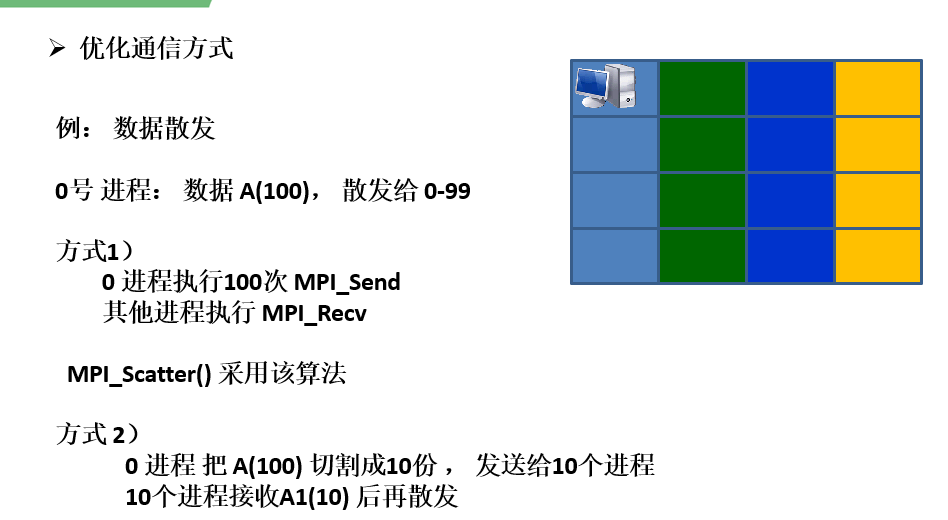 ➢ 优化通信方式
例： 数据散发
0号 进程： 数据 A(100)， 散发给 0-99
方式1）
0 进程执行100次 MPI_Send
其他进程执行 MPI_Recv
MPI_Scatter() 采用该算法
方式 2）
0 进程 把 A(100) 切割成10份 ， 发送给10个进程
10个进程接收A1(10) 后再散发